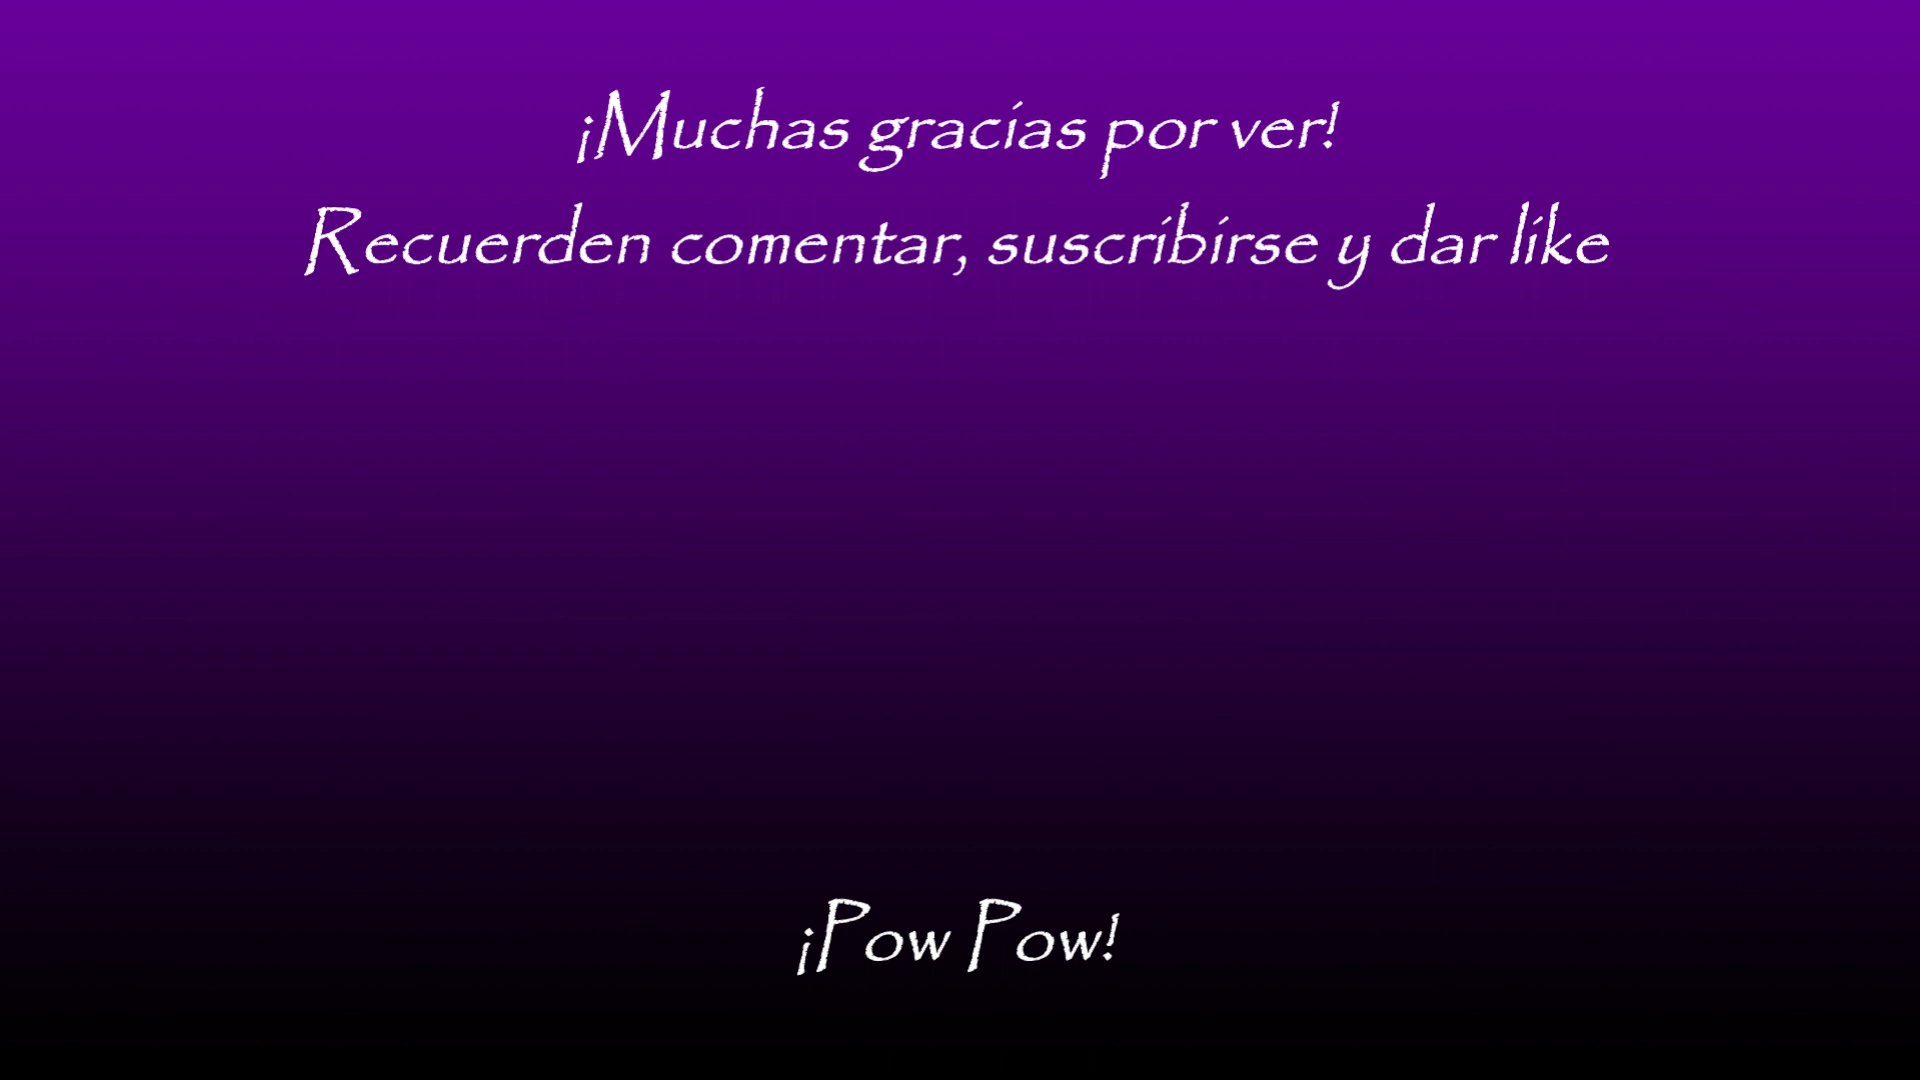 ¡Muchas gracias por ver!
Recuerden comentar, suscribirse y dar like
¡Pow Pow!